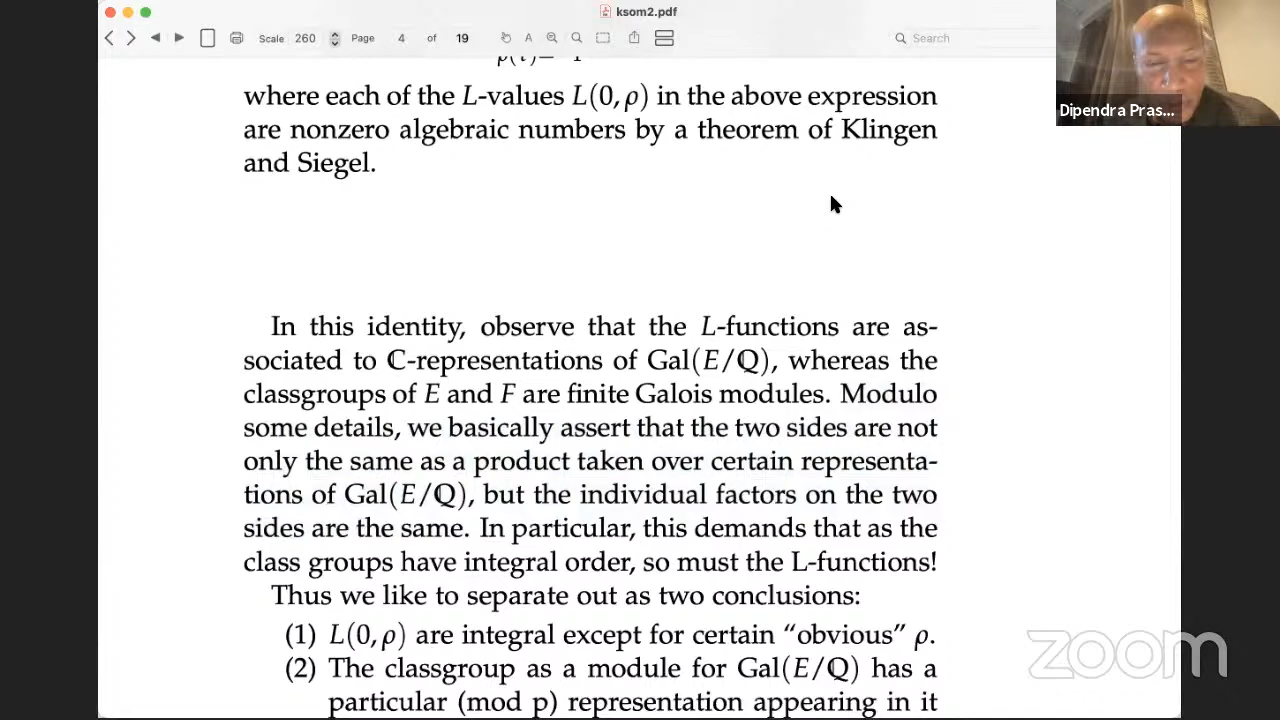 ksom2.pdf
Scale 260 Page 4 of 19 A Search
where each of the L-values L(0, ρ) in the above expression
are nonzero algebraic numbers by a theorem of Klingen
and Siegel.
Dipendra Pras...
In this identity, observe that the L-functions are as-
sociated to ℂ-representations of Gal(E/ℚ), whereas the
classgroups of E and F are finite Galois modules. Modulo
some details, we basically assert that the two sides are not
only the same as a product taken over certain representa-
tions of Gal(E/ℚ), but the individual factors on the two
sides are the same. In particular, this demands that as the
class groups have integral order, so must the L-functions!
Thus we like to separate out as two conclusions:
(1) L(0, ρ) are integral except for certain “obvious” ρ.
(2) The classgroup as a module for Gal(E/ℚ) has a
particular (mod p) representation appearing in it
zoom